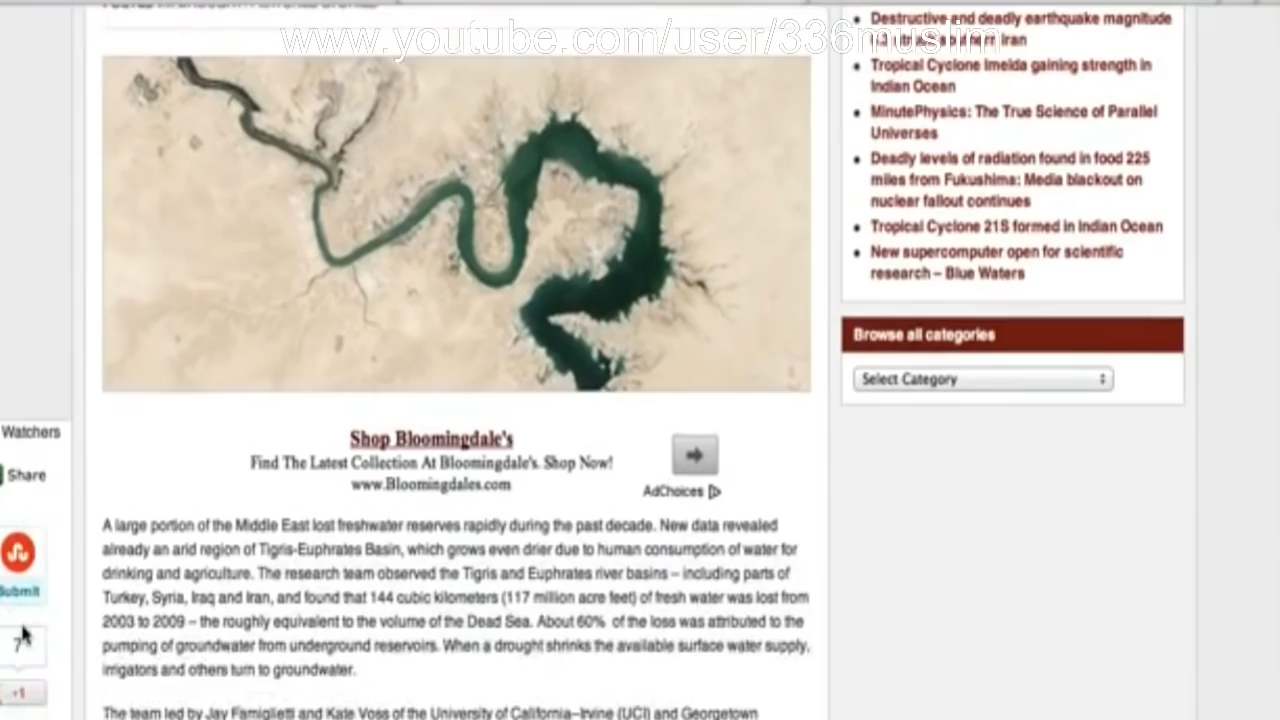 www.youtube.com/user/336muslim
Destructive and deadly earthquake magnitude
Iran
Tropical Cyclone Imelda gaining strength in
Indian Ocean
MinutePhysics: The True Science of Parallel
Universes
Deadly levels of radiation found in food 225
miles from Fukushima: Media blackout on
nuclear fallout continues
Tropical Cyclone 21S formed in Indian Ocean
New supercomputer open for scientific
research – Blue Waters
Browse all categories
Select Category
Watchers
Share
Submit
7
+1
Shop Bloomingdale's
Find The Latest Collection At Bloomingdale's. Shop Now!
www.Bloomingdales.com
AdChoices
A large portion of the Middle East lost freshwater reserves rapidly during the past decade. New data revealed
already an arid region of Tigris-Euphrates Basin, which grows even drier due to human consumption of water for
drinking and agriculture. The research team observed the Tigris and Euphrates river basins – including parts of
Turkey, Syria, Iraq and Iran, and found that 144 cubic kilometers (117 million acre feet) of fresh water was lost from
2003 to 2009 – the roughly equivalent to the volume of the Dead Sea. About 60% of the loss was attributed to the
pumping of groundwater from underground reservoirs. When a drought shrinks the available surface water supply,
irrigators and others turn to groundwater.
The team led by Jay Famiglietti and Kate Voss of the University of California–Irvine (UCI) and Georgetown